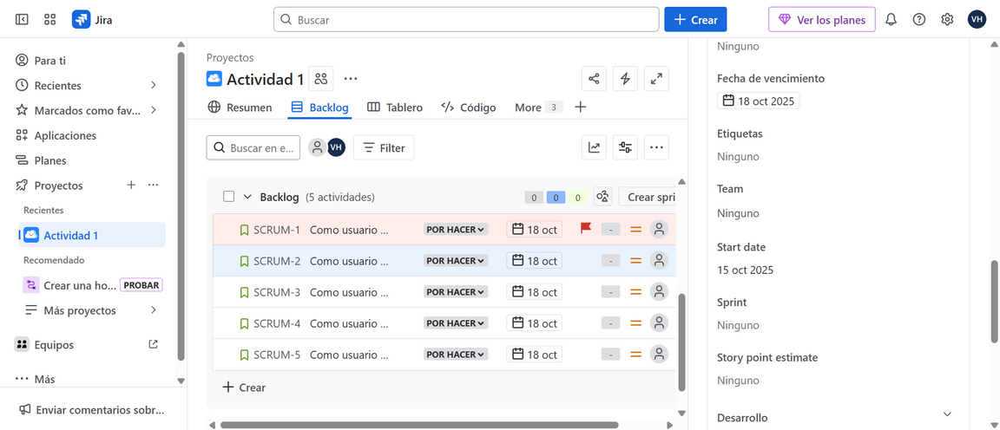 Jira
Buscar
Crear
Ver los planes
VH
Para ti
Recientes
Marcados como fav...
Aplicaciones
Planes
Proyectos
Recientes
Actividad 1
Recomendado
Crear una ho... PROBAR
Más proyectos
Equipos
Más
Enviar comentarios sobr...
Proyectos
Actividad 1
Resumen Backlog Tablero Código More 3
Buscar en e... VH Filter
Backlog (5 actividades) 0 0 0 Crear spri
SCRUM-1 Como usuario ... POR HACER 18 oct -
SCRUM-2 Como usuario ... POR HACER 18 oct -
SCRUM-3 Como usuario ... POR HACER 18 oct -
SCRUM-4 Como usuario ... POR HACER 18 oct -
SCRUM-5 Como usuario ... POR HACER 18 oct -
Crear
Ninguno
Fecha de vencimiento
18 oct 2025
Etiquetas
Ninguno
Team
Ninguno
Start date
15 oct 2025
Sprint
Ninguno
Story point estimate
Ninguno
Desarrollo